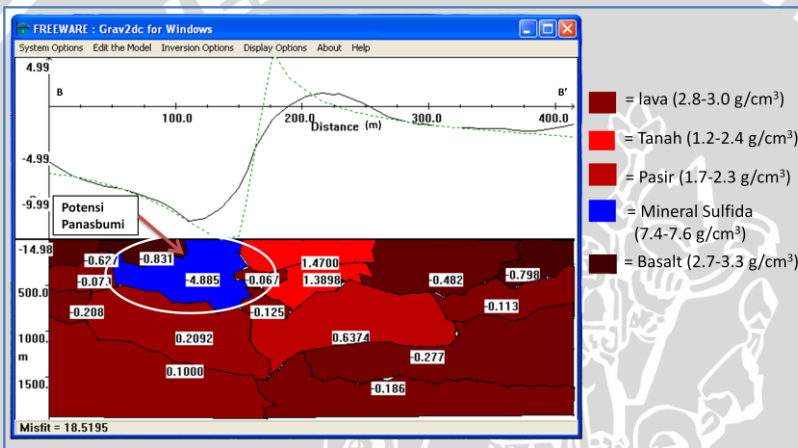 FREEWARE : Grav2dc for Windows
System Options Edit the Model Inversion Options Display Options About Help
4.99
B
B'
100.0
200.0
300.0
400.0
Distance (m)
-4.99
-9.99
Potensi
Panasbumi
-14.98
-0.627
-0.831
1.4700
-0.482
-0.798
-0.073
-4.885
-0.067
1.3898
500.0
-0.208
-0.125
-0.113
0.2092
0.6374
1000.
m
-0.277
0.1000
1500.
-0.186
Misfit = 18.5195
= lava (2.8-3.0 g/cm³)
= Tanah (1.2-2.4 g/cm³)
= Pasir (1.7-2.3 g/cm³)
= Mineral Sulfida
(7.4-7.6 g/cm³)
= Basalt (2.7-3.3 g/cm³)